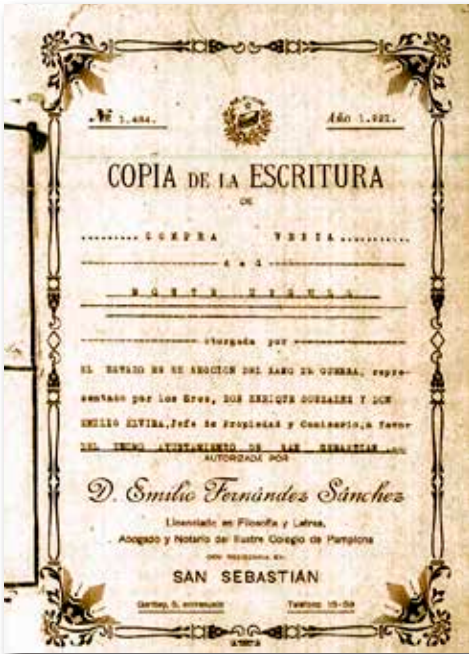 Nº 1.484. Año 1.921.
COPIA DE LA ESCRITURA
DE
......... COMPRA VENTA ..........
del
MONTE URGULL
otorgada por
EL ESTADO EN SU SECCION DEL RAMO DE GUERRA, repre-
sentado por los Sres, DON ENRIQUE GONZALEZ Y DON
EMILIO ELVIRA, Jefe de Propiedad y Comisario, a favor
DEL EXCMO AYUNTAMIENTO DE SAN SEBASTIAN
AUTORIZADA POR
D. Emilio Fernández Sánchez
Licenciado en Filosofía y Letras,
Abogado y Notario del Ilustre Colegio de Pamplona
CON RESIDENCIA EN
SAN SEBASTIAN
Garibay, 5, entresuelo Teléfono 15-59